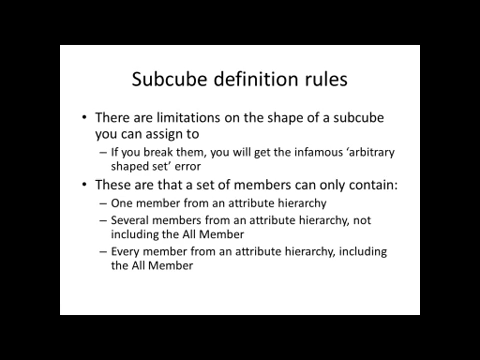 Subcube definition rules
• There are limitations on the shape of a subcube
you can assign to
– If you break them, you will get the infamous ‘arbitrary
shaped set’ error
• These are that a set of members can only contain:
– One member from an attribute hierarchy
– Several members from an attribute hierarchy, not
including the All Member
– Every member from an attribute hierarchy, including
the All Member